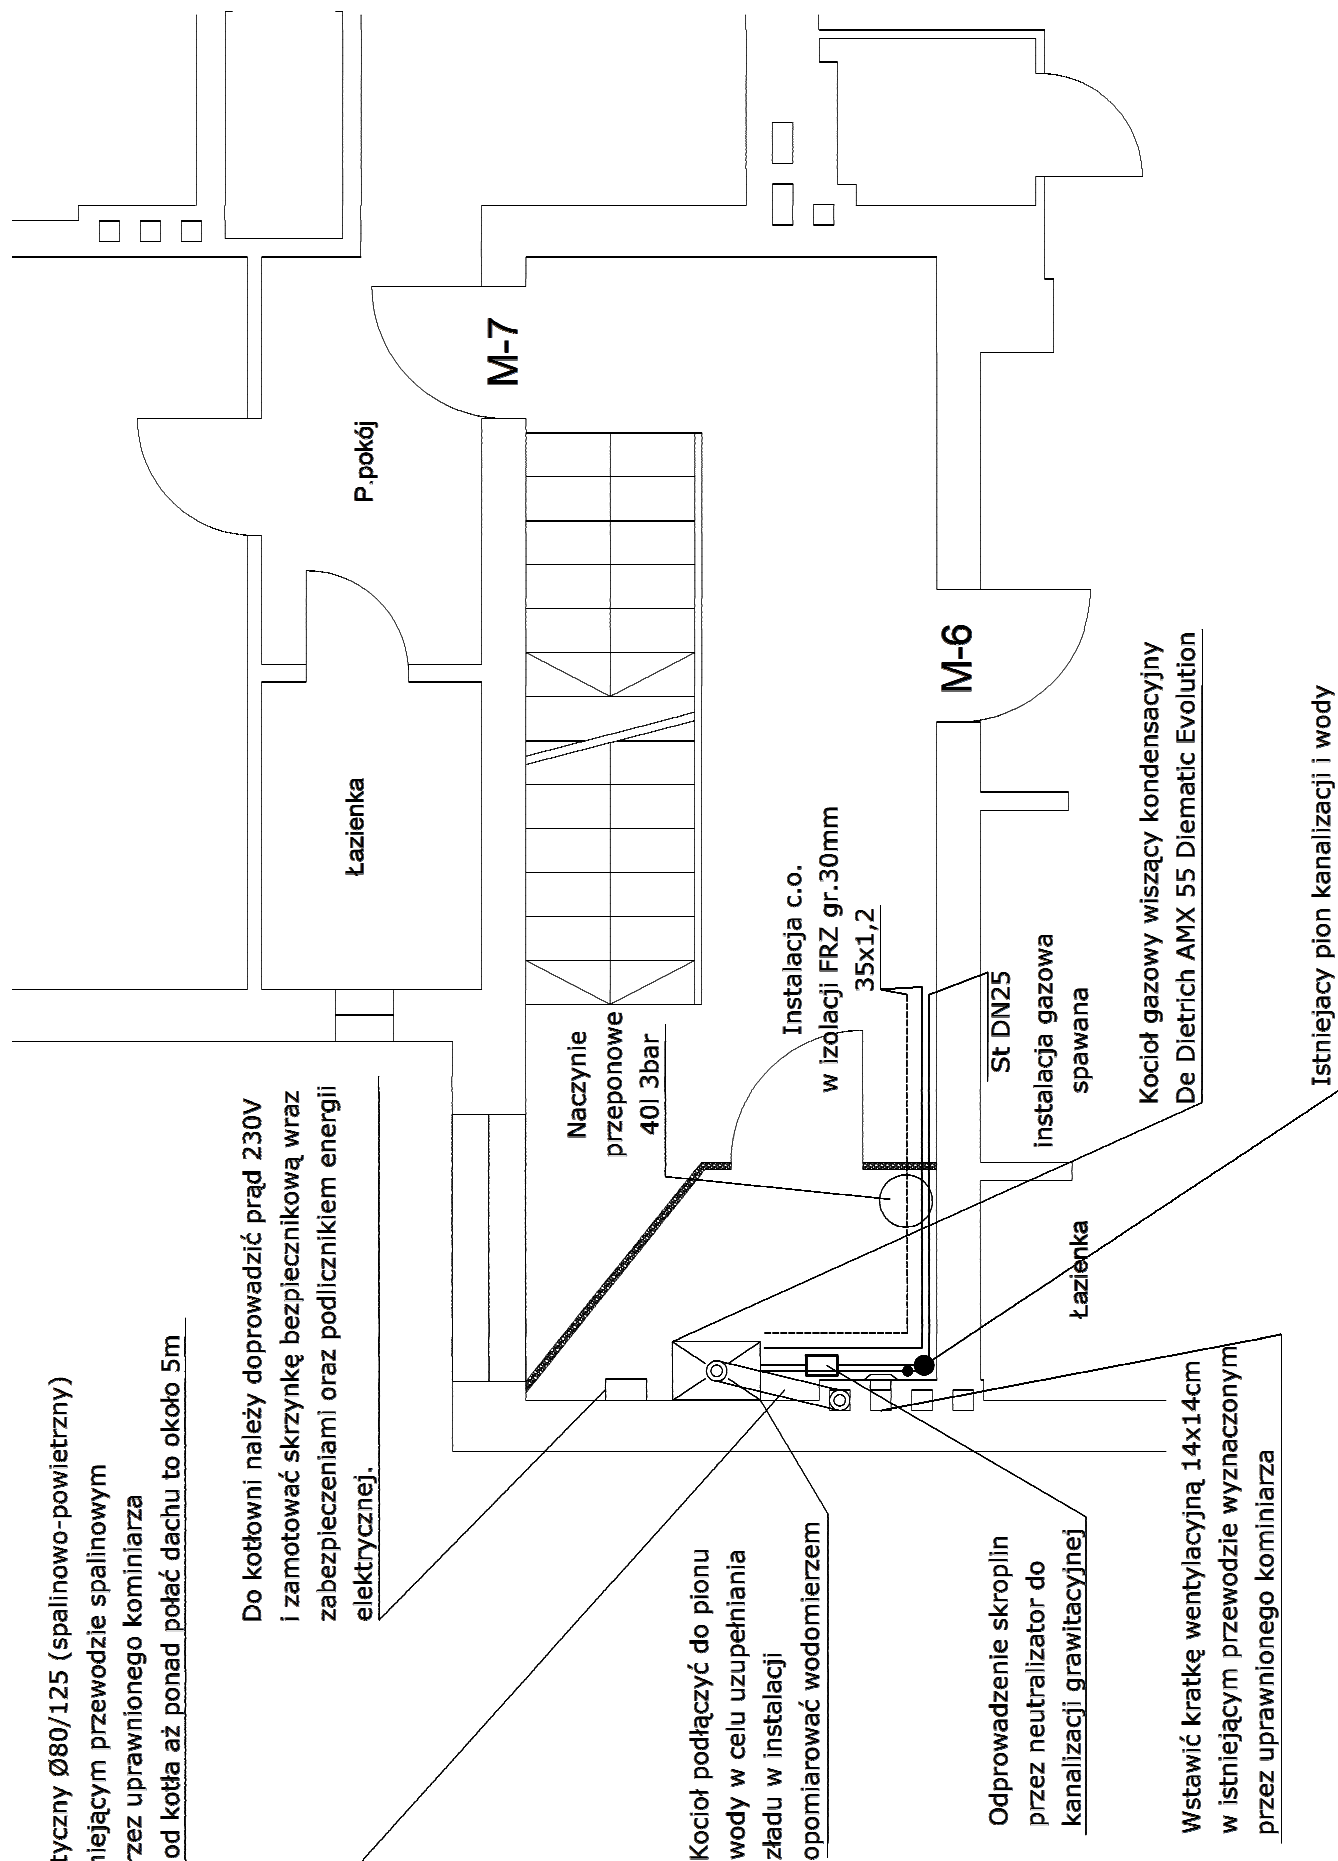 tyczny Ø80/125 (spalinowo-powietrzny)
niejącym przewodzie spalinowym
rzez uprawnionego kominiarza
od kotła aż ponad połać dachu to około 5m
Do kotłowni należy doprowadzić prąd 230V
i zamotować skrzynkę bezpiecznikową wraz
zabezpieczeniami oraz podlicznikiem energii
elektrycznej.
Łazienka
P.pokój
M-7
Naczynie
przeponowe
40l 3bar
Kocioł podłączyć do pionu
wody w celu uzupełniania
zładu w instalacji
opomiarować wodomierzem
Instalacja c.o.
w izolacji FRZ gr.30mm
35x1,2
M-6
St DN25
instalacja gazowa
spawana
Odprowadzenie skroplin
przez neutralizator do
kanalizacji grawitacyjnej
Łazienka
Kocioł gazowy wiszący kondensacyjny
De Dietrich AMX 55 Diematic Evolution
Wstawić kratkę wentylacyjną 14x14cm
w istniejącym przewodzie wyznaczonym
przez uprawnionego kominiarza
Istniejacy pion kanalizacji i wody